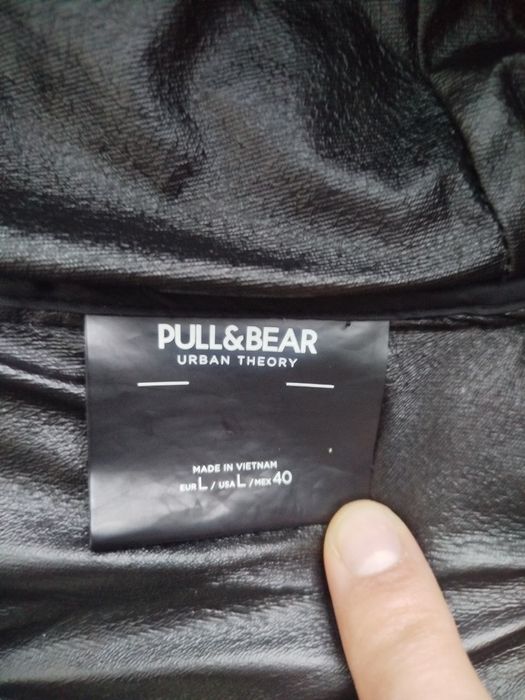 PULL&BEAR
URBAN THEORY
MADE IN VIETNAM
EUR L / USA L / MEX 40